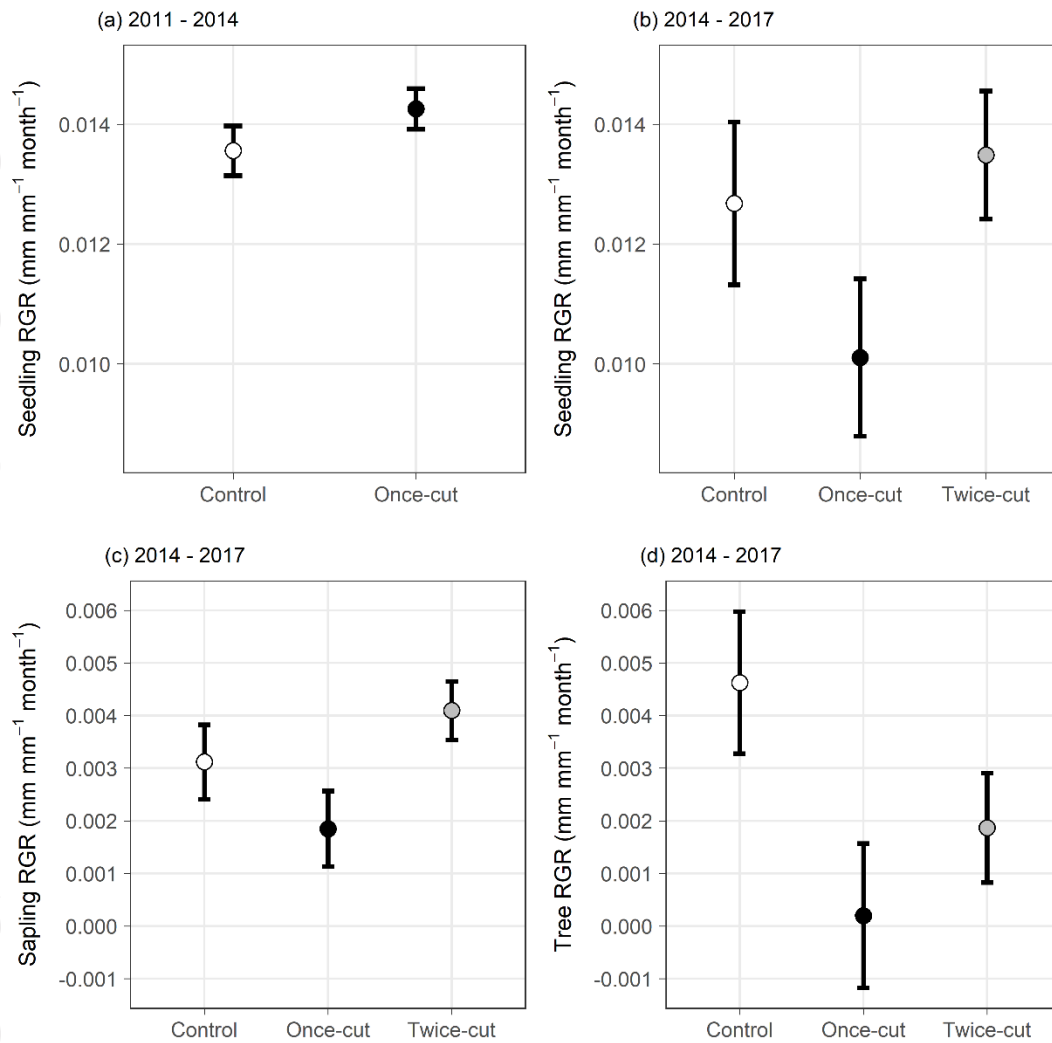 (a) 2011 - 2014
Seedling RGR (mm mm⁻¹ month⁻¹)
0.014
0.012
0.010
Control Once-cut
(b) 2014 - 2017
Seedling RGR (mm mm⁻¹ month⁻¹)
0.014
0.012
0.010
Control Once-cut Twice-cut
(c) 2014 - 2017
Sapling RGR (mm mm⁻¹ month⁻¹)
0.006
0.005
0.004
0.003
0.002
0.001
0.000
-0.001
Control Once-cut Twice-cut
(d) 2014 - 2017
Tree RGR (mm mm⁻¹ month⁻¹)
0.006
0.005
0.004
0.003
0.002
0.001
0.000
-0.001
Control Once-cut Twice-cut